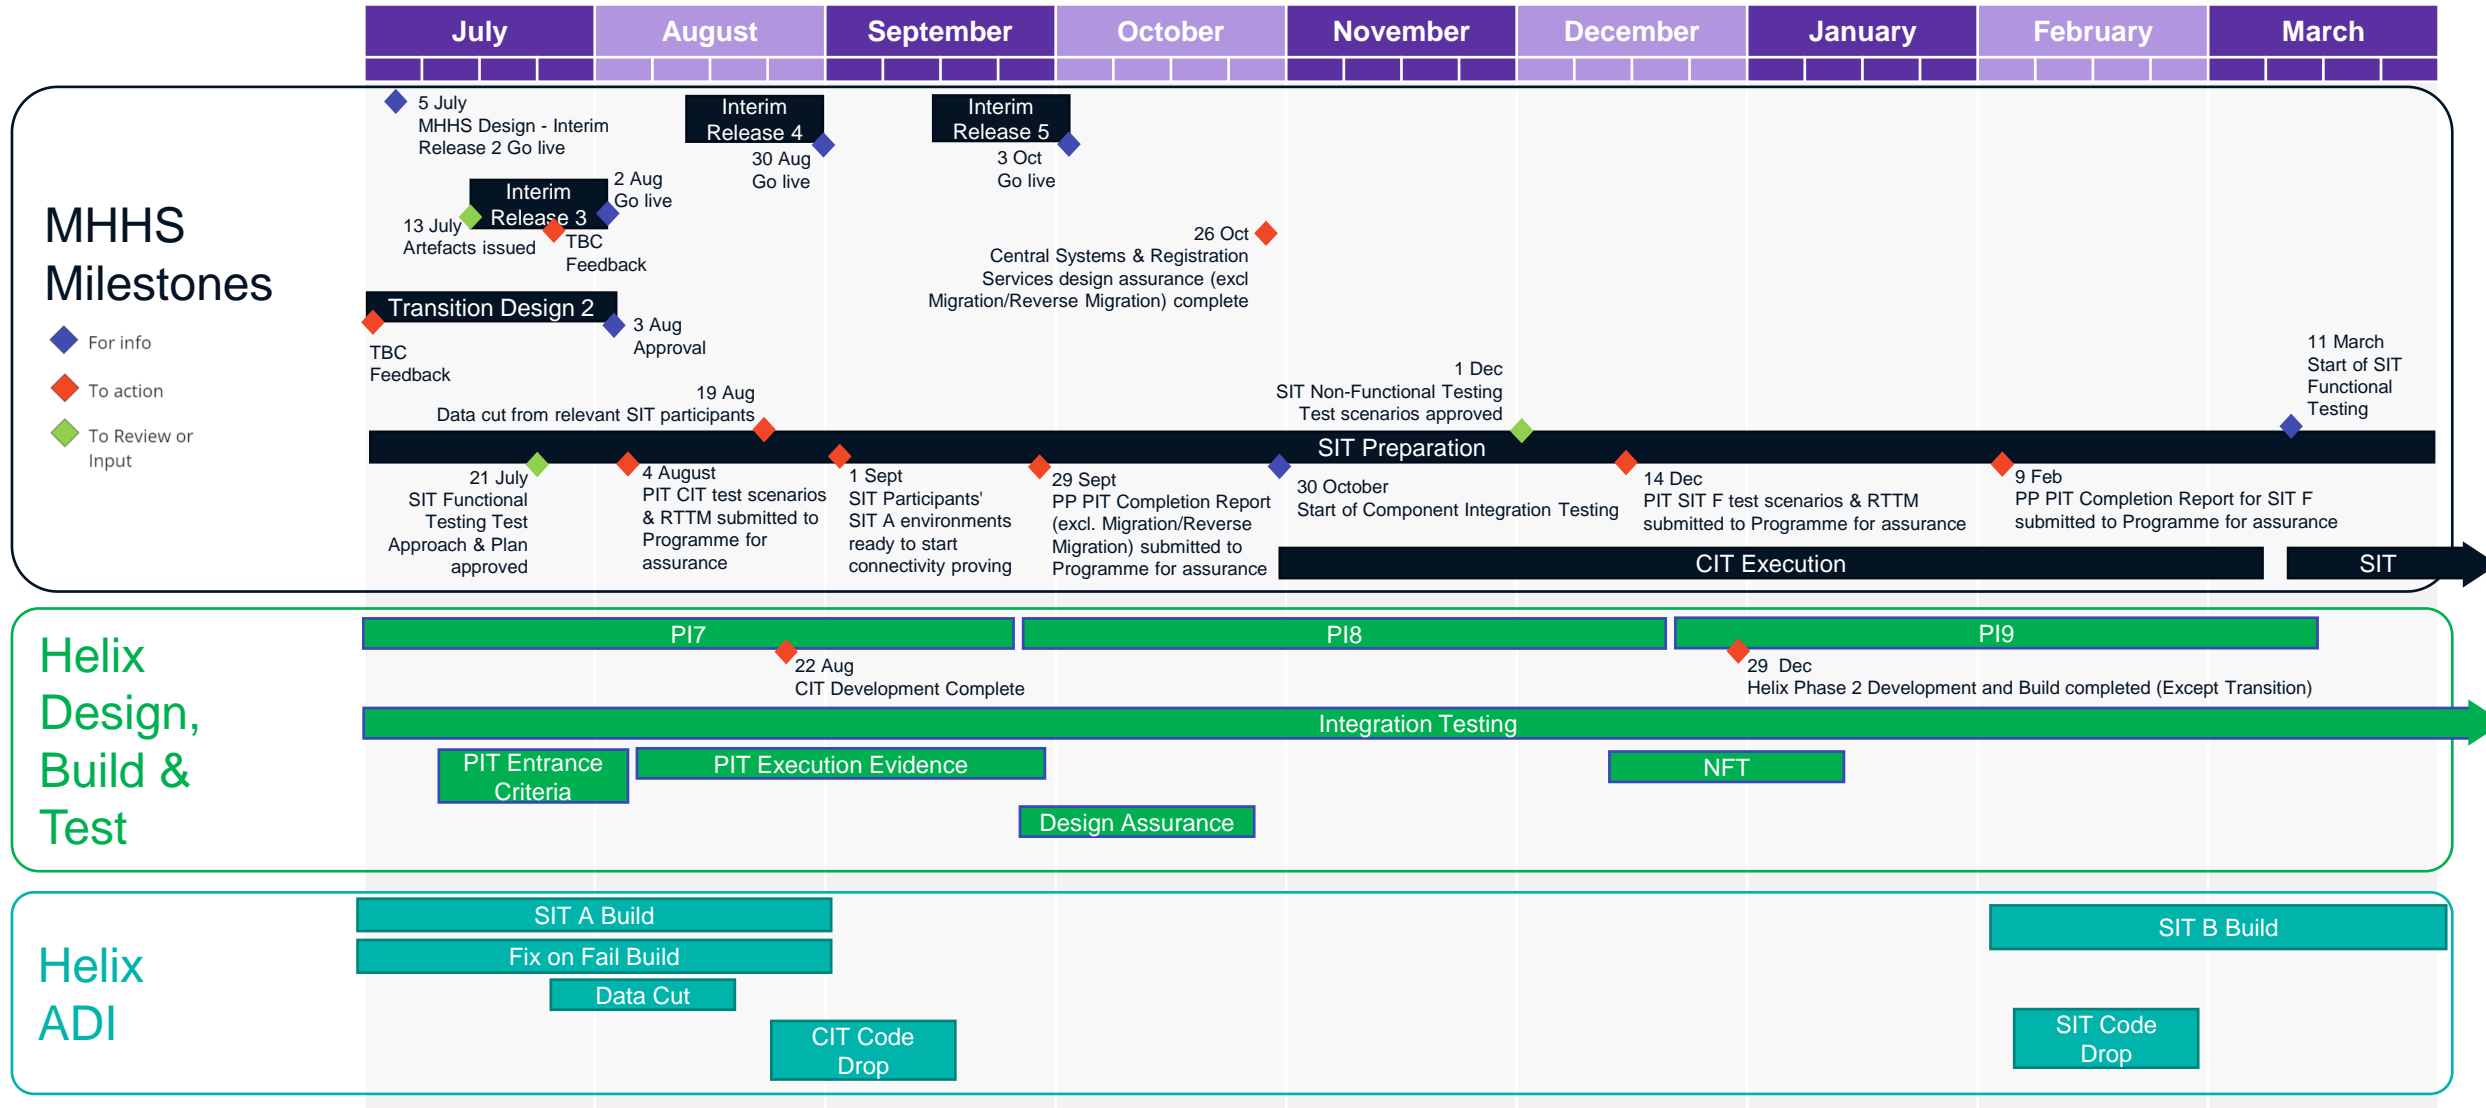 July
August
September
October
November
December
January
February
March
MHHS
Milestones
For info
To action
To Review or
Input
5 July
MHHS Design - Interim
Release 2 Go live
Interim
Release 4
30 Aug
Go live
Interim
Release 5
3 Oct
Go live
Interim
Release 3
2 Aug
Go live
13 July
Artefacts issued
TBC
Feedback
26 Oct
Central Systems & Registration
Services design assurance (excl
Migration/Reverse Migration) complete
Transition Design 2
TBC
Feedback
3 Aug
Approval
19 Aug
Data cut from relevant SIT participants
1 Dec
SIT Non-Functional Testing
Test scenarios approved
11 March
Start of SIT
Functional
Testing
SIT Preparation
21 July
SIT Functional
Testing Test
Approach & Plan
approved
4 August
PIT CIT test scenarios
& RTTM submitted to
Programme for
assurance
1 Sept
SIT Participants'
SIT A environments
ready to start
connectivity proving
29 Sept
PP PIT Completion Report
(excl. Migration/Reverse
Migration) submitted to
Programme for assurance
30 October
Start of Component Integration Testing
14 Dec
PIT SIT F test scenarios & RTTM
submitted to Programme for assurance
9 Feb
PP PIT Completion Report for SIT F
submitted to Programme for assurance
CIT Execution
SIT
Helix
Design,
Build &
Test
PI7
PI8
PI9
22 Aug
CIT Development Complete
29 Dec
Helix Phase 2 Development and Build completed (Except Transition)
Integration Testing
PIT Entrance
Criteria
PIT Execution Evidence
NFT
Design Assurance
Helix
ADI
SIT A Build
SIT B Build
Fix on Fail Build
Data Cut
CIT Code
Drop
SIT Code
Drop